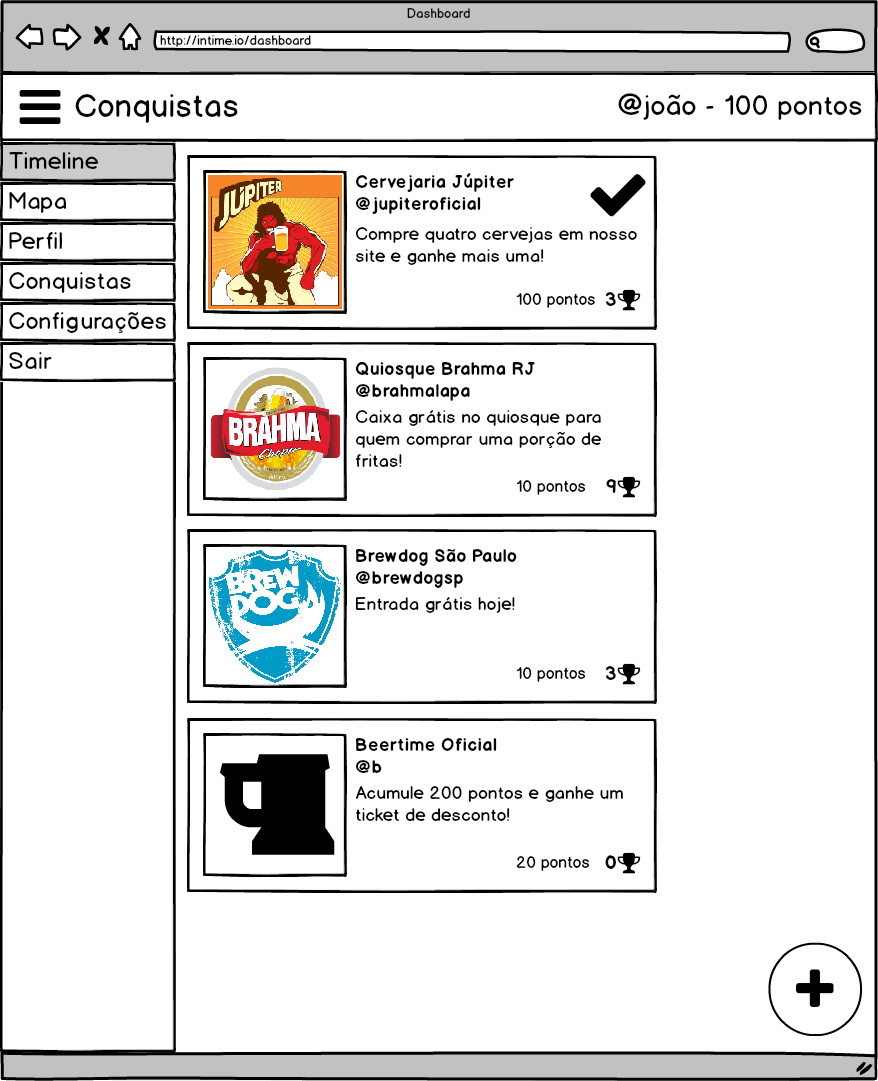 Dashboard
http://intime.io/dashboard
Conquistas
@joão - 100 pontos
Timeline
Mapa
Perfil
Conquistas
Configurações
Sair
JÚPITER
Cervejaria Júpiter
@jupiteroficial
Compre quatro cervejas em nosso
site e ganhe mais uma!
100 pontos 3
BRAHMA
Chopp
Quiosque Brahma RJ
@brahmalapa
Caixa grátis no quiosque para
quem comprar uma porção de
fritas!
10 pontos 9
BREW
DOG
Brewdog São Paulo
@brewdogsp
Entrada grátis hoje!
10 pontos 3
Beertime Oficial
@b
Acumule 200 pontos e ganhe um
ticket de desconto!
20 pontos 0